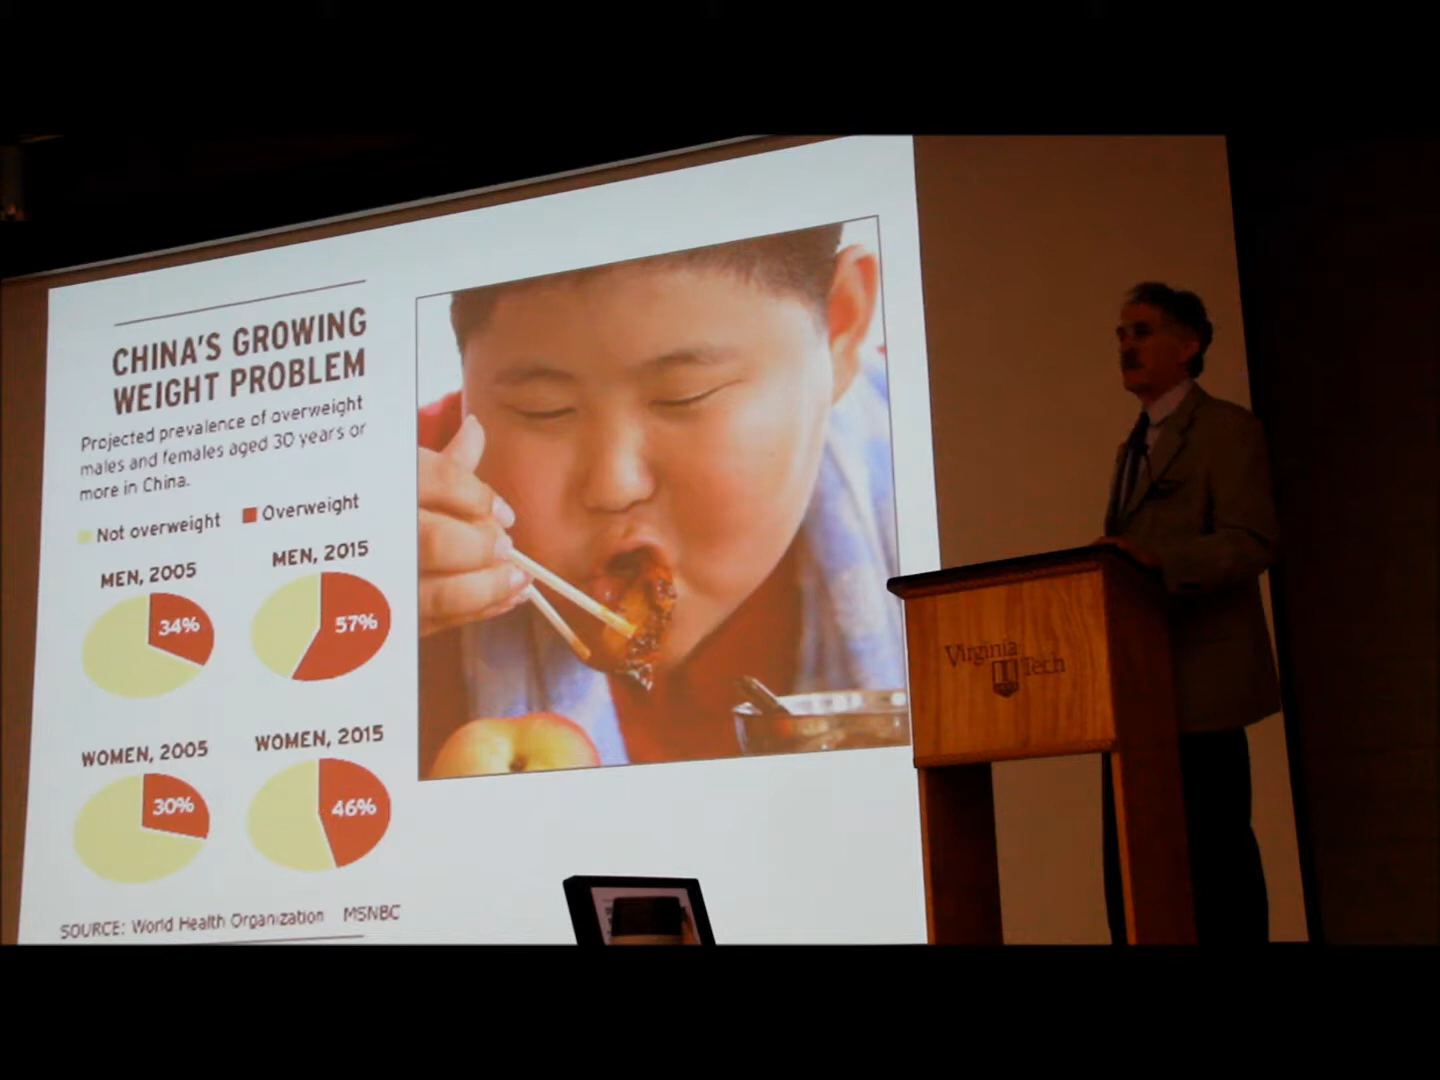 CHINA'S GROWING
WEIGHT PROBLEM
Projected prevalence of overweight
males and females aged 30 years or
more in China.
Not overweight Overweight
MEN, 2005 MEN, 2015
34% 57%
WOMEN, 2005 WOMEN, 2015
30% 46%
SOURCE: World Health Organization MSNBC
Virginia
Tech